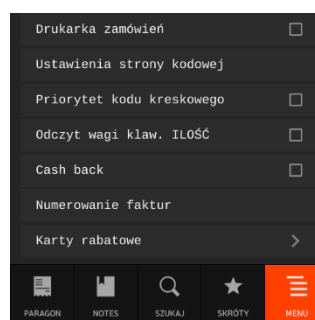 Drukarka zamówień
Ustawienia strony kodowej
Priorytet kodu kreskowego
Odczyt wagi klaw. ILOŚĆ
Cash back
Numerowanie faktur
Karty rabatowe
PARAGON NOTES SZUKAJ SKRÓTY MENU